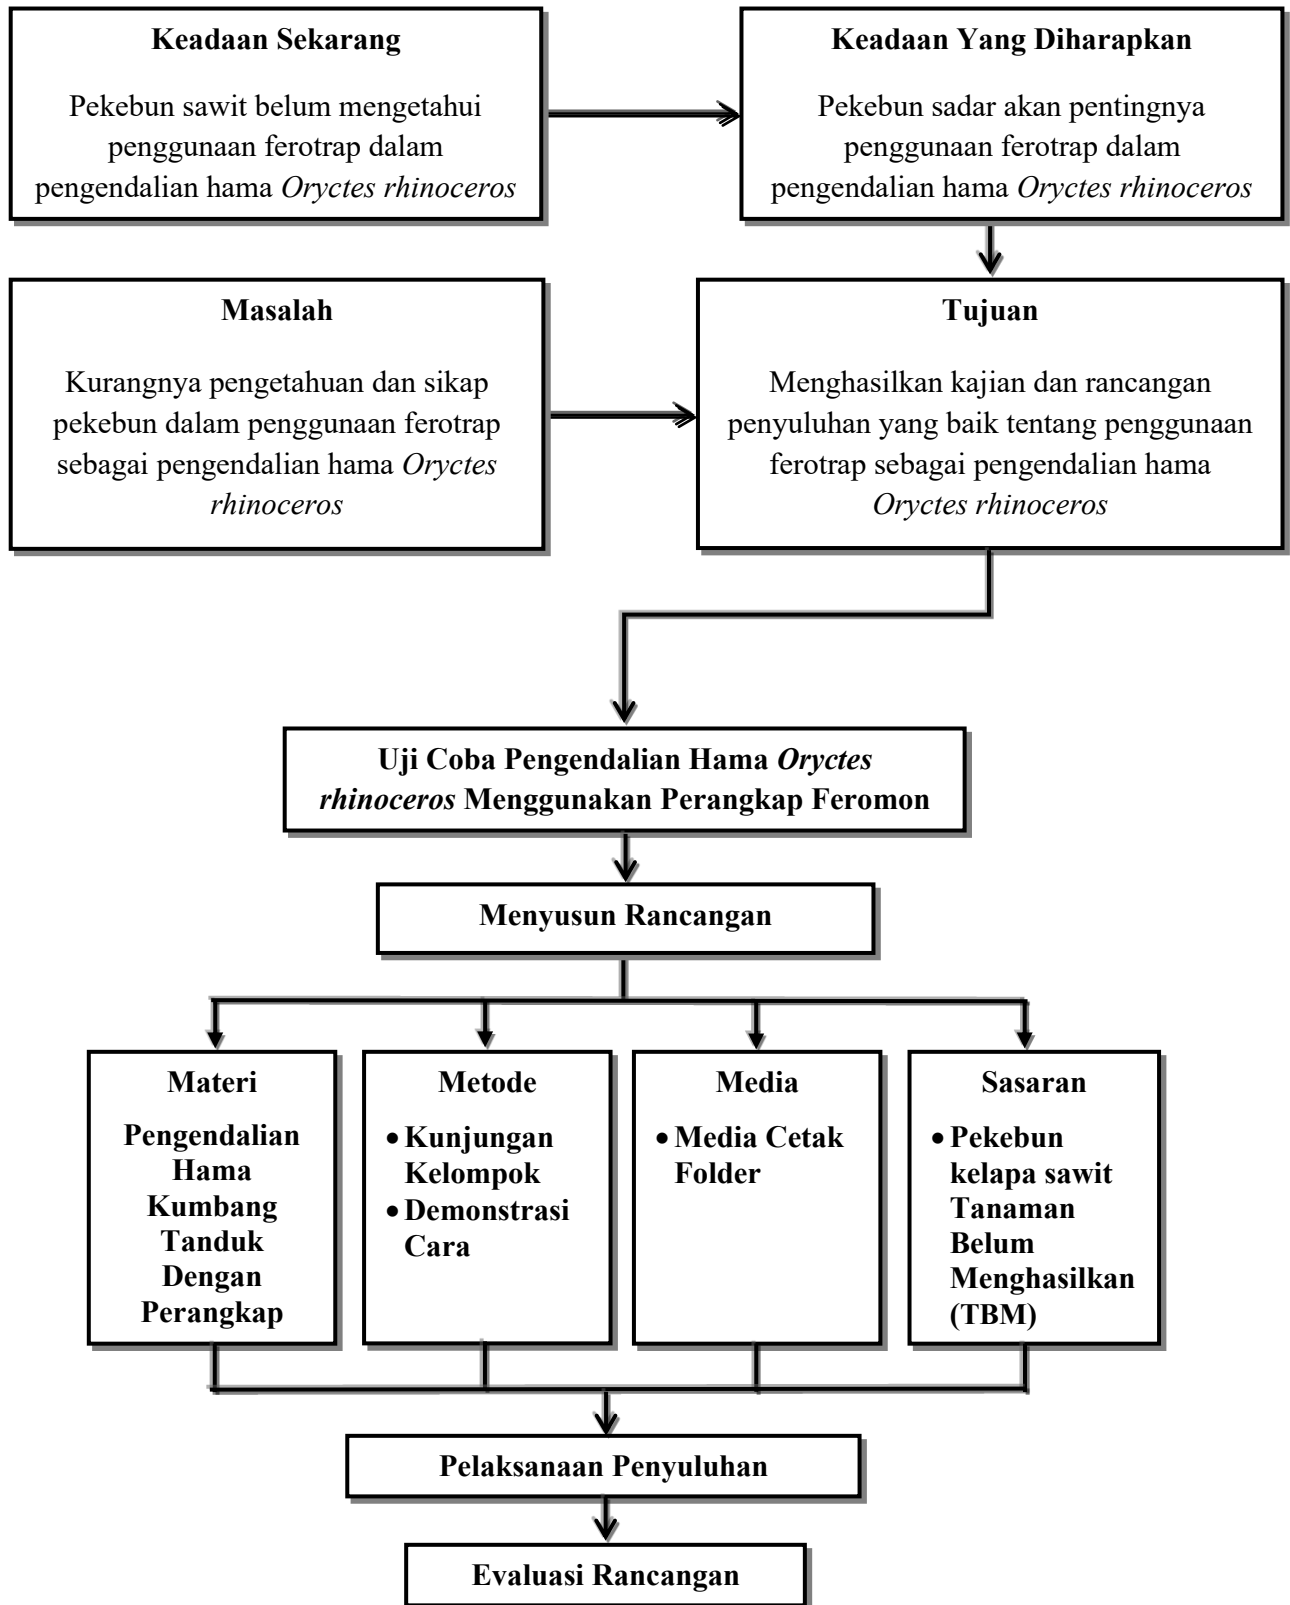 Keadaan Sekarang
Pekebun sawit belum mengetahui
penggunaan ferotrap dalam
pengendalian hama Oryctes rhinoceros
Keadaan Yang Diharapkan
Pekebun sadar akan pentingnya
penggunaan ferotrap dalam
pengendalian hama Oryctes rhinoceros
Masalah
Kurangnya pengetahuan dan sikap
pekebun dalam penggunaan ferotrap
sebagai pengendalian hama Oryctes
rhinoceros
Tujuan
Menghasilkan kajian dan rancangan
penyuluhan yang baik tentang penggunaan
ferotrap sebagai pengendalian hama
Oryctes rhinoceros
Uji Coba Pengendalian Hama Oryctes
rhinoceros Menggunakan Perangkap Feromon
Menyusun Rancangan
Materi
Pengendalian
Hama
Kumbang
Tanduk
Dengan
Perangkap
Metode
• Kunjungan
Kelompok
• Demonstrasi
Cara
Media
• Media Cetak
Folder
Sasaran
• Pekebun
kelapa sawit
Tanaman
Belum
Menghasilkan
(TBM)
Pelaksanaan Penyuluhan
Evaluasi Rancangan